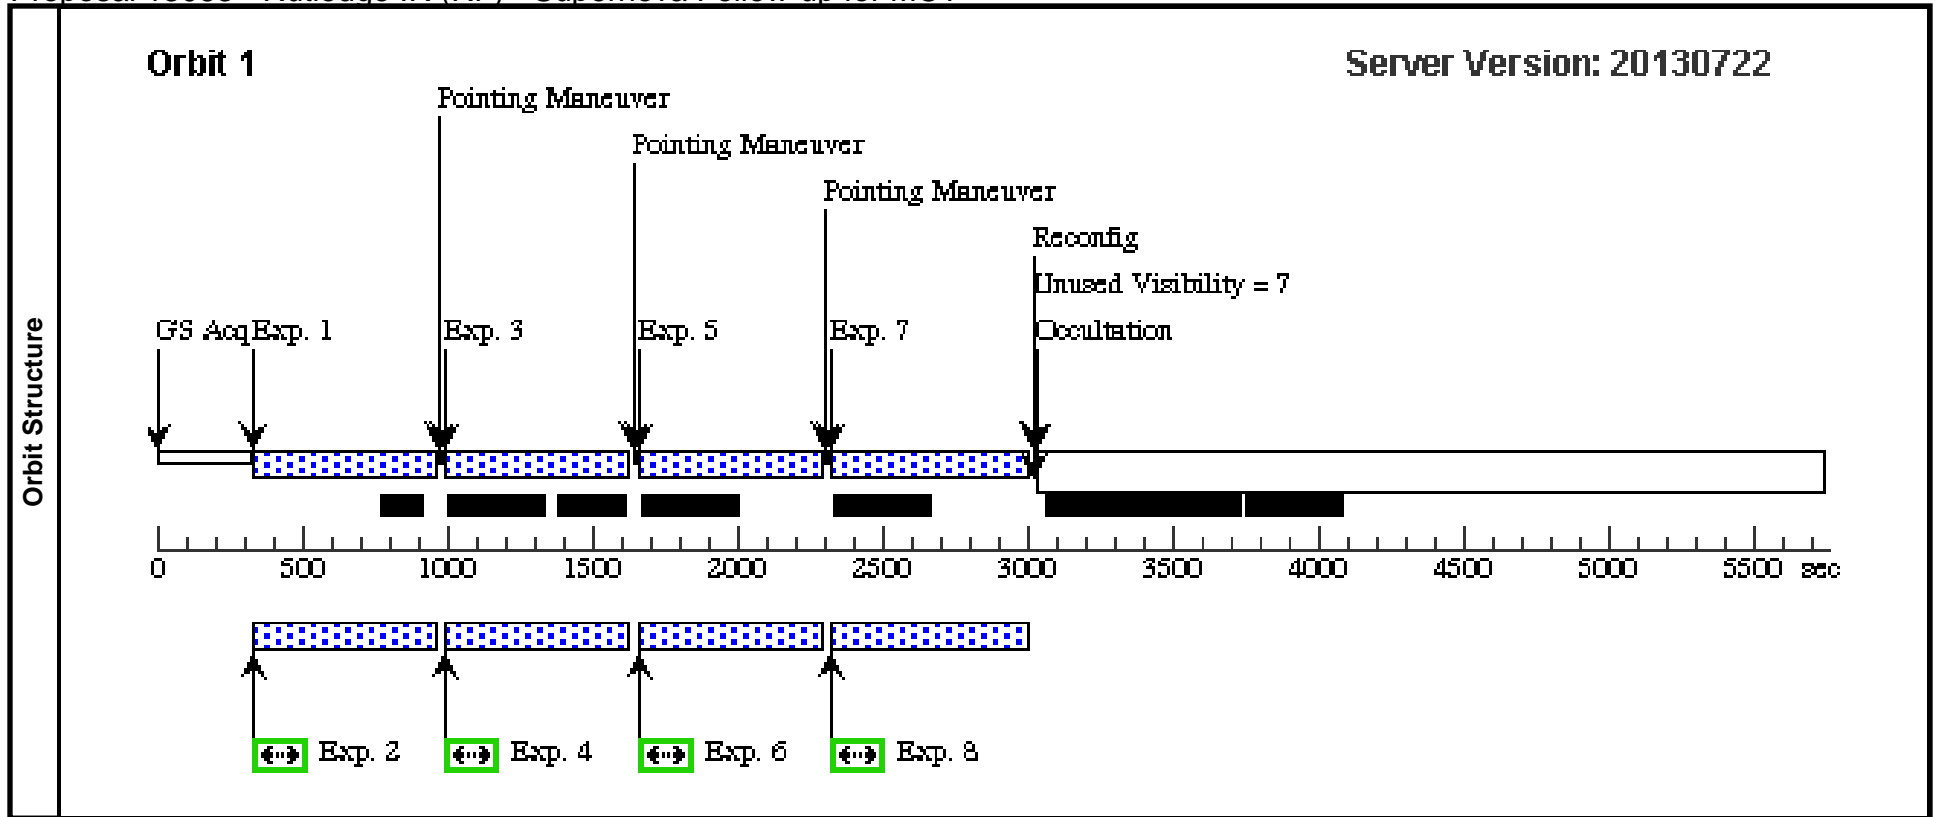 Orbit 1
Server Version: 20130722
Pointing Maneuver
Pointing Maneuver
Pointing Maneuver
Reconfig
Unused Visibility = 7
GS Acq Exp. 1 Exp. 3 Exp. 5 Exp. 7 Occultation
Orbit Structure
0 500 1000 1500 2000 2500 3000 3500 4000 4500 5000 5500 sec
Exp. 2 Exp. 4 Exp. 6 Exp. 8